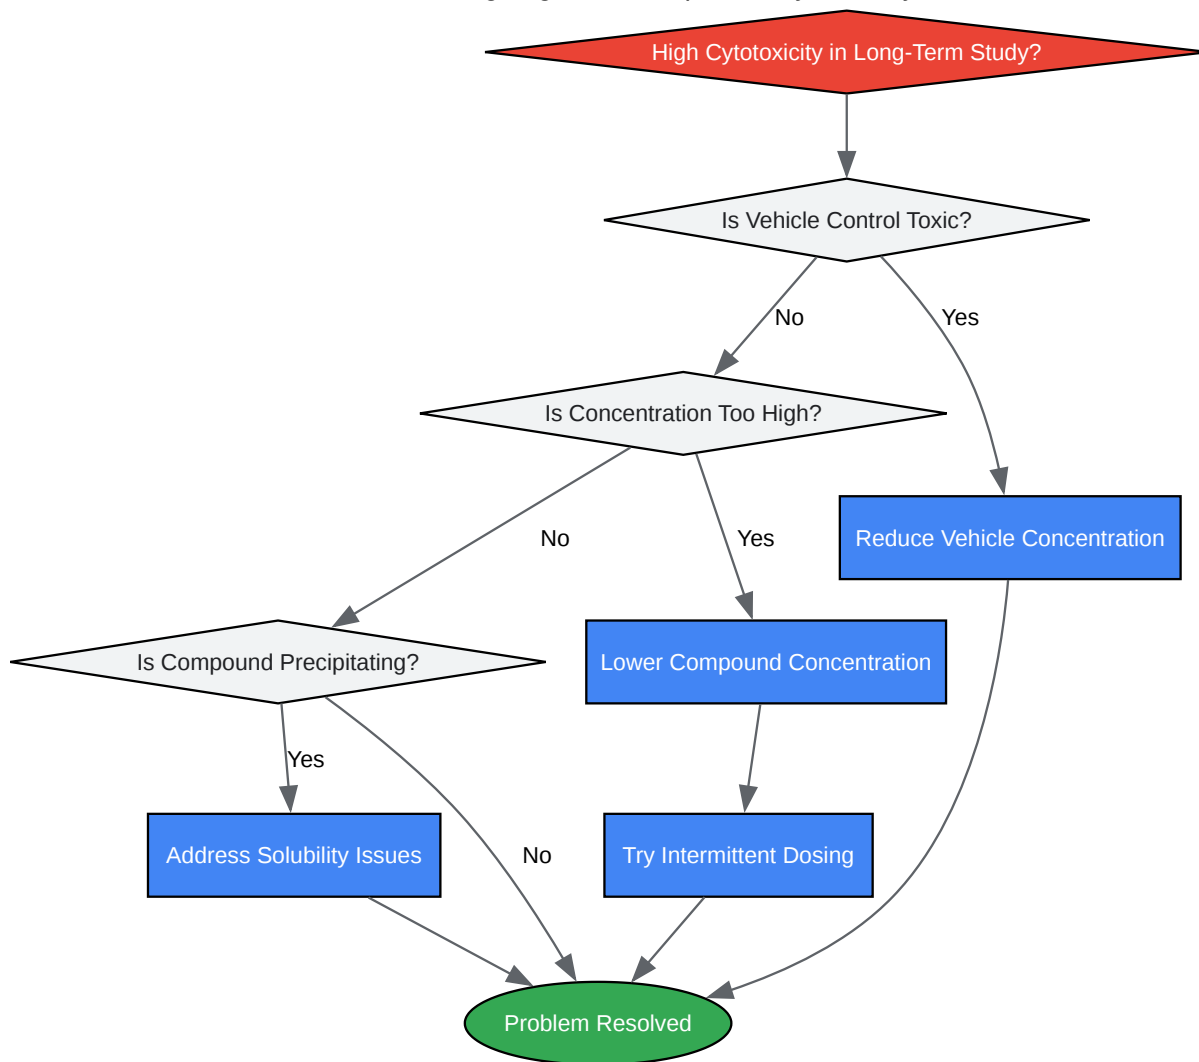 High Cytotoxicity in Long-Term Study?
Is Vehicle Control Toxic?
No
Yes
Is Concentration Too High?
Reduce Vehicle Concentration
No
Yes
Is Compound Precipitating?
Lower Compound Concentration
Yes
Address Solubility Issues
No
Try Intermittent Dosing
Problem Resolved